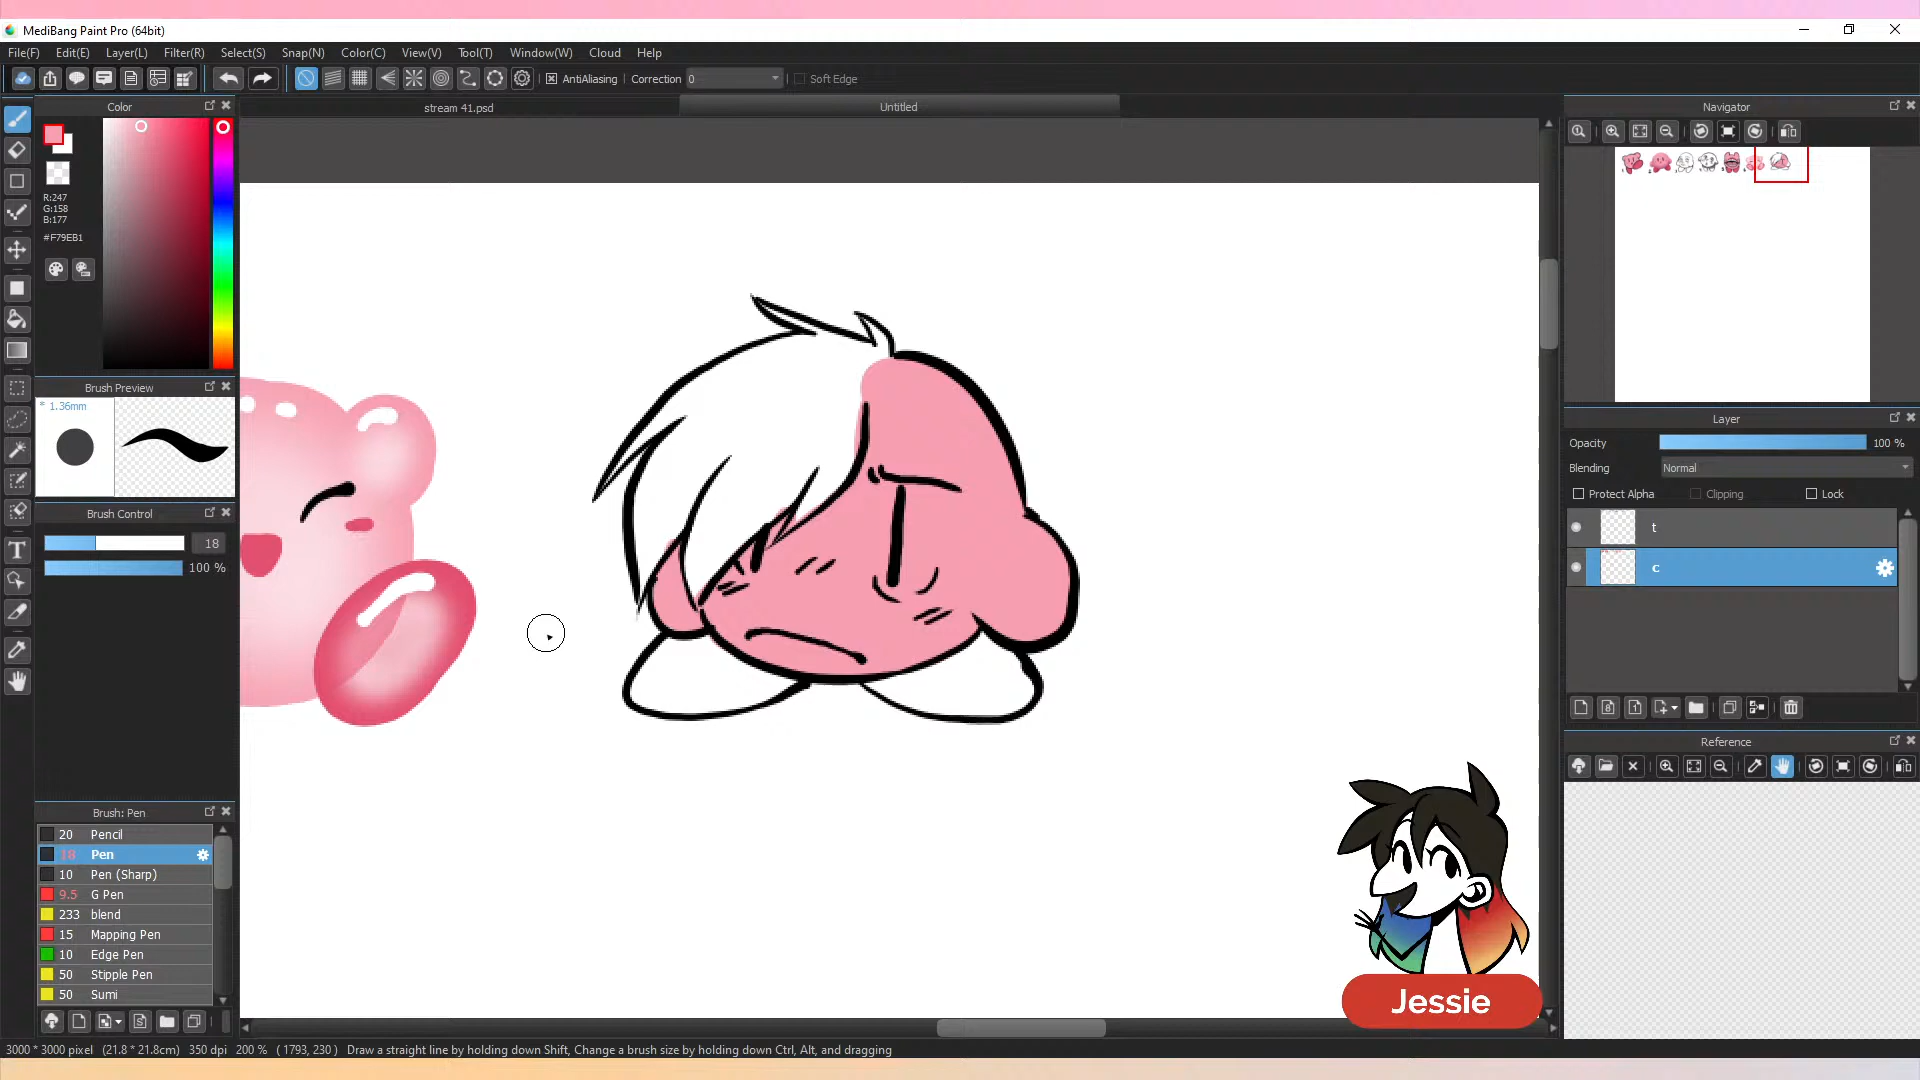 MediBang Paint Pro (64bit)
File(F) Edit(E) Layer(L) Filter(R) Select(S) Snap(N) Color(C) View(V) Tool(T) Window(W) Cloud Help
AntiAliasing Correction 0 Soft Edge
Color
stream 41.psd
Untitled
Navigator
R:247
G:158
B:177
#F79EB1
Brush Preview
* 1.36mm
Brush Control
18
100 %
Brush: Pen
20 Pencil
18 Pen
10 Pen (Sharp)
9.5 G Pen
233 blend
15 Mapping Pen
10 Edge Pen
50 Stipple Pen
50 Sumi
Layer
Opacity 100 %
Blending Normal
Protect Alpha Clipping Lock
t
c
Reference
Jessie
3000 * 3000 pixel (21.8 * 21.8cm) 350 dpi 200 % ( 1793, 230 ) Draw a straight line by holding down Shift, Change a brush size by holding down Ctrl, Alt, and dragging